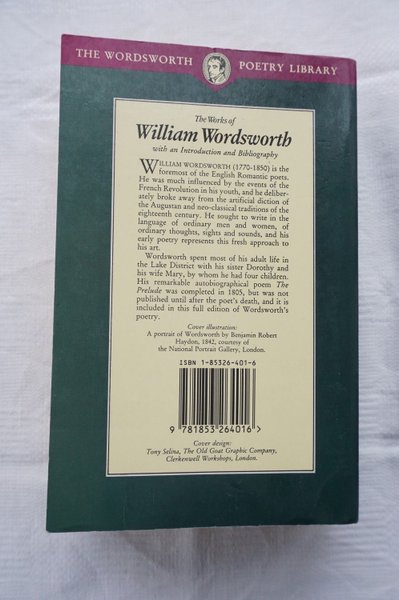 THE WORDSWORTH POETRY LIBRARY
The Works of
William Wordsworth
with an Introduction and Bibliography
WILLIAM WORDSWORTH (1770-1850) is the
foremost of the English Romantic poets.
He was much influenced by the events of the
French Revolution in his youth, and he deliber-
ately broke away from the artificial diction of
the Augustan and neo-classical traditions of the
eighteenth century. He sought to write in the
language of ordinary men and women, of
ordinary thoughts, sights and sounds, and his
early poetry represents this fresh approach to
his art.
Wordsworth spent most of his adult life in
the Lake District with his sister Dorothy and
his wife Mary, by whom he had four children.
His remarkable autobiographical poem The
Prelude was completed in 1805, but was not
published until after the poet's death, and it is
included in this full edition of Wordsworth's
poetry.
Cover illustration:
A portrait of Wordsworth by Benjamin Robert
Haydon, 1842, courtesy of
the National Portrait Gallery, London.
ISBN 1-85326-401-6
9 781853 264016 >
Cover design:
Tony Selina, The Old Goat Graphic Company,
Clerkenwell Workshops, London.